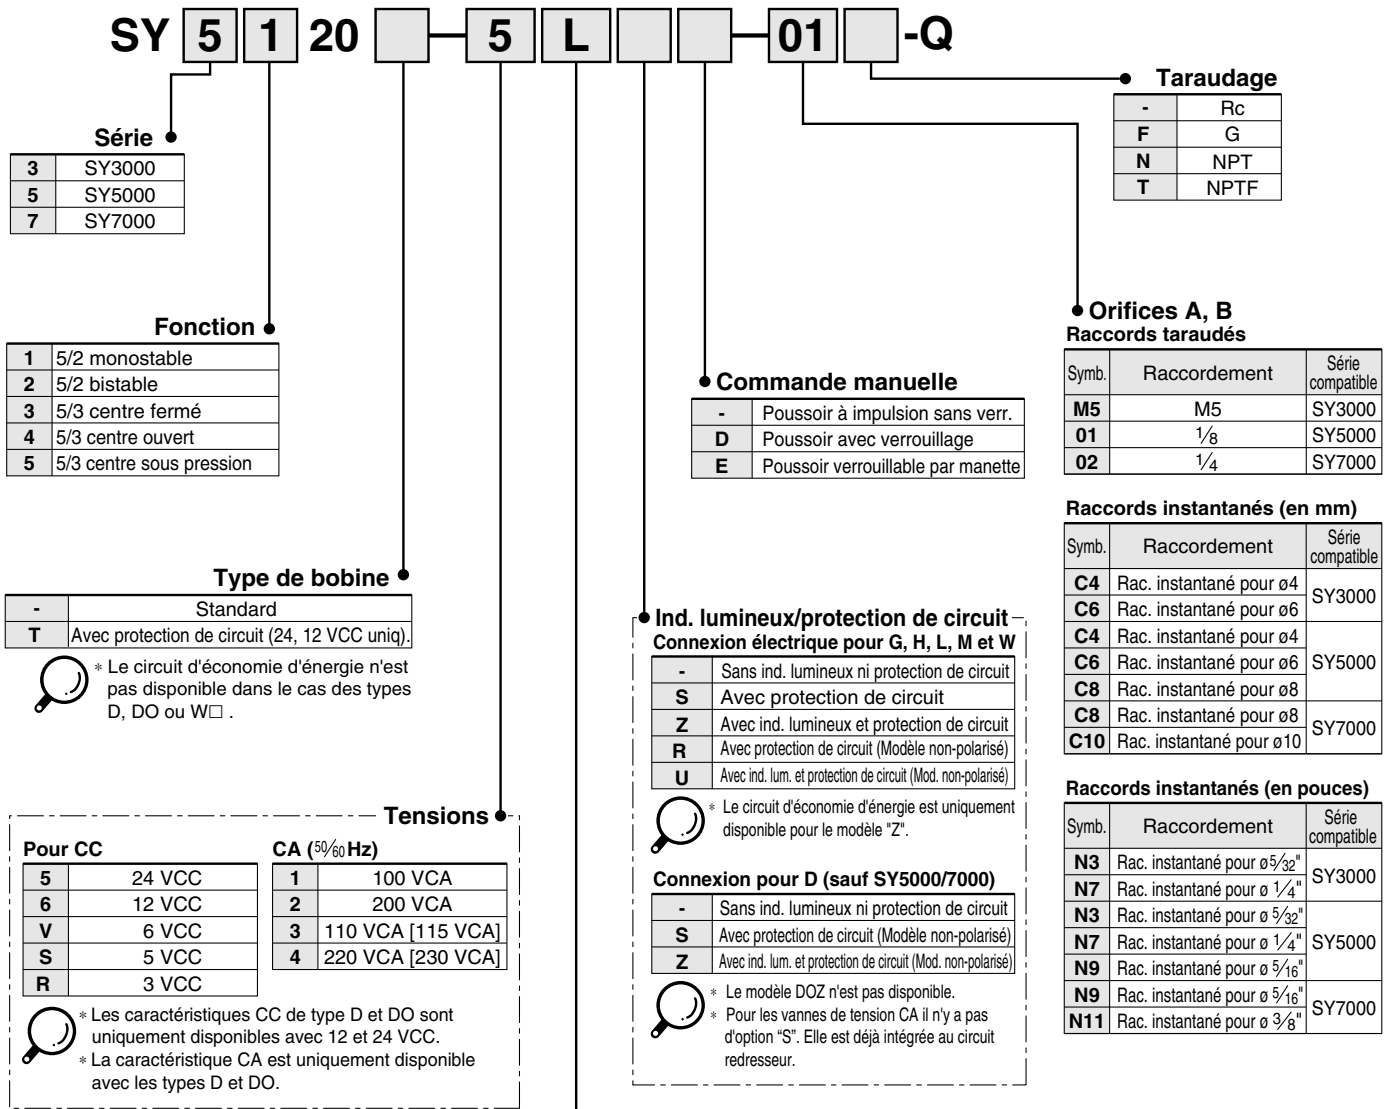 SY 5 1 20 5 L 01 -Q
Taraudage
- Rc
F G
N NPT
T NPTF
Série
3 SY3000
5 SY5000
7 SY7000
Fonction
1 5/2 monostable
2 5/2 bistable
3 5/3 centre fermé
4 5/3 centre ouvert
5 5/3 centre sous pression
Commande manuelle
- Poussoir à impulsion sans verr.
D Poussoir avec verrouillage
E Poussoir verrouillable par manette
Orifices A, B
Raccords taraudés
Symb. Raccordement Série compatible
M5 M5 SY3000
01 1/8 SY5000
02 1/4 SY7000
Raccords instantanés (en mm)
Symb. Raccordement Série compatible
C4 Rac. instantané pour ø4 SY3000
C6 Rac. instantané pour ø6
C4 Rac. instantané pour ø4 SY5000
C6 Rac. instantané pour ø6
C8 Rac. instantané pour ø8
C8 Rac. instantané pour ø8 SY7000
C10 Rac. instantané pour ø10
Raccords instantanés (en pouces)
Symb. Raccordement Série compatible
N3 Rac. instantané pour ø 5/32" SY3000
N7 Rac. instantané pour ø 1/4"
N3 Rac. instantané pour ø 5/32" SY5000
N7 Rac. instantané pour ø 1/4"
N9 Rac. instantané pour ø 5/16"
N9 Rac. instantané pour ø 5/16" SY7000
N11 Rac. instantané pour ø 3/8"
Type de bobine
- Standard
T Avec protection de circuit (24, 12 VCC uniq).
* Le circuit d'économie d'énergie n'est
pas disponible dans le cas des types
D, DO ou W□ .
Ind. lumineux/protection de circuit
Connexion électrique pour G, H, L, M et W
- Sans ind. lumineux ni protection de circuit
S Avec protection de circuit
Z Avec ind. lumineux et protection de circuit
R Avec protection de circuit (Modèle non-polarisé)
U Avec ind. lum. et protection de circuit (Mod. non-polarisé)
* Le circuit d'économie d'énergie est uniquement
disponible pour le modèle "Z".
Connexion pour D (sauf SY5000/7000)
- Sans ind. lumineux ni protection de circuit
S Avec protection de circuit (Modèle non-polarisé)
Z Avec ind. lum. et protection de circuit (Mod. non-polarisé)
* Le modèle DOZ n'est pas disponible.
* Pour les vannes de tension CA il n'y a pas
d'option “S”. Elle est déjà intégrée au circuit
redresseur.
Tensions
Pour CC
5 24 VCC
6 12 VCC
V 6 VCC
S 5 VCC
R 3 VCC
CA (50/60 Hz)
1 100 VCA
2 200 VCA
3 110 VCA [115 VCA]
4 220 VCA [230 VCA]
* Les caractéristiques CC de type D et DO sont
uniquement disponibles avec 12 et 24 VCC.
* La caractéristique CA est uniquement disponible
avec les types D et DO.